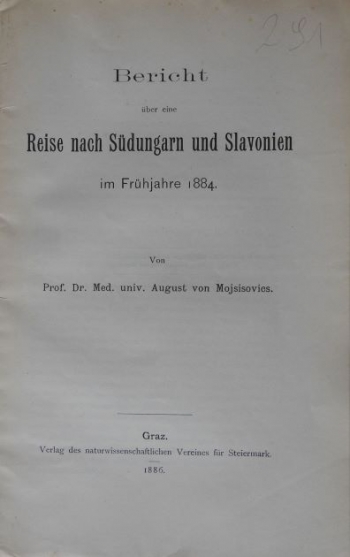 291
Bericht
über eine
Reise nach Südungarn und Slavonien
im Frühjahre 1884.
Von
Prof. Dr. Med. univ. August von Mojsisovics.
Graz.
Verlag des naturwissenschaftlichen Vereines für Steiermark.
1886.